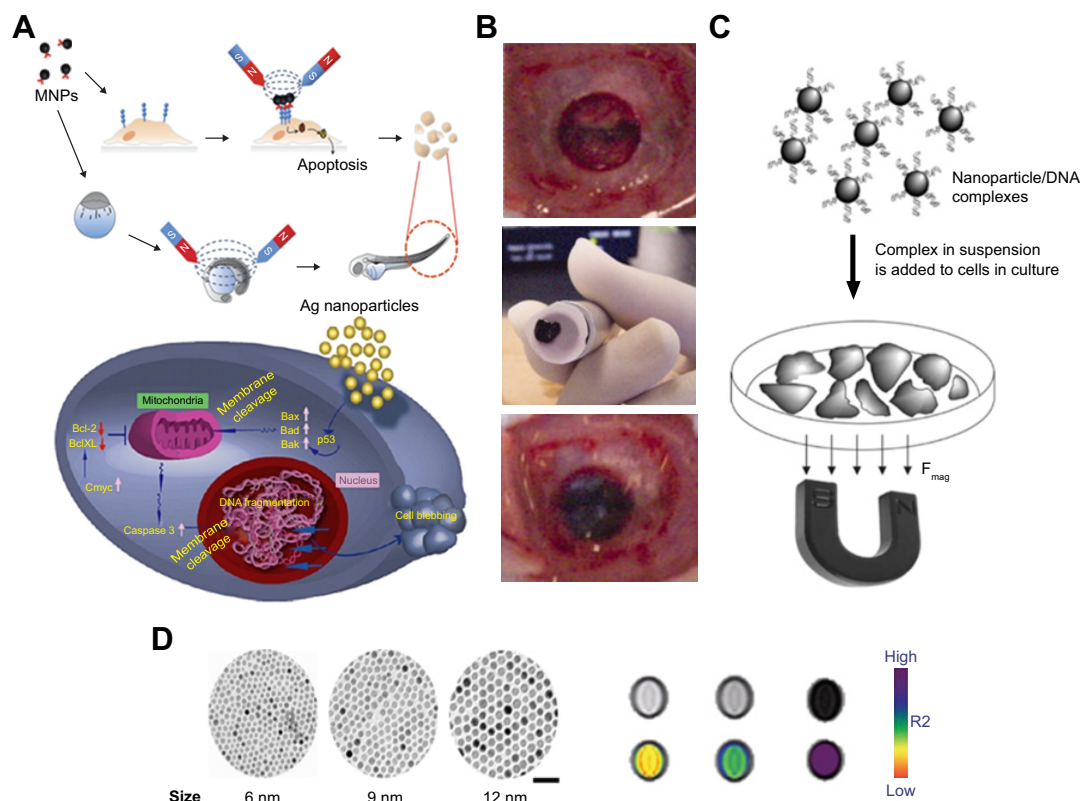 A
MNPs
S
N
N
S
Apoptosis
S
N
N
S
Ag nanoparticles
Mitochondria
Membrane
cleavage
Bcl-2
BclXL
Cmyc
Bax
Bad
Bak
p53
Nucleus
DNA fragmentation
Caspase 3
Membrane
cleavage
Cell blebbing
B
C
Nanoparticle/DNA
complexes
Complex in suspension
is added to cells in culture
F mag
N
D
Size
6 nm
9 nm
12 nm
High
R2
Low